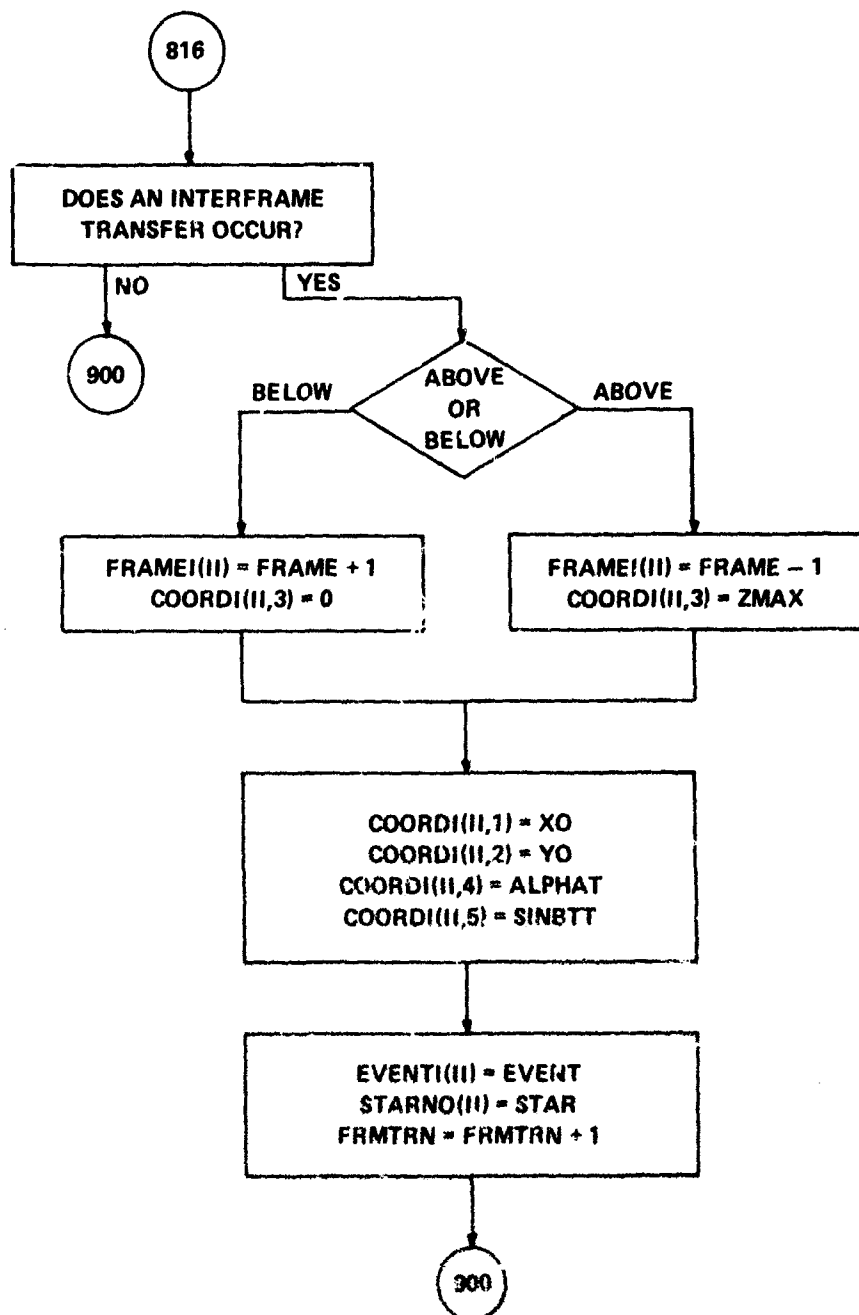 816
DOES AN INTERFRAME
TRANSFER OCCUR?
NO
YES
900
BELOW
ABOVE
OR
BELOW
ABOVE
FRAMEI(II) = FRAME + 1
COORDI(II,3) = 0
FRAMEI(II) = FRAME − 1
COORDI(II,3) = ZMAX
COORDI(II,1) = XO
COORDI(II,2) = YO
COORDI(II,4) = ALPHAT
COORDI(II,5) = SINBTT
EVENTI(II) = EVENT
STARNO(II) = STAR
FRMTRN = FRMTRN + 1
900